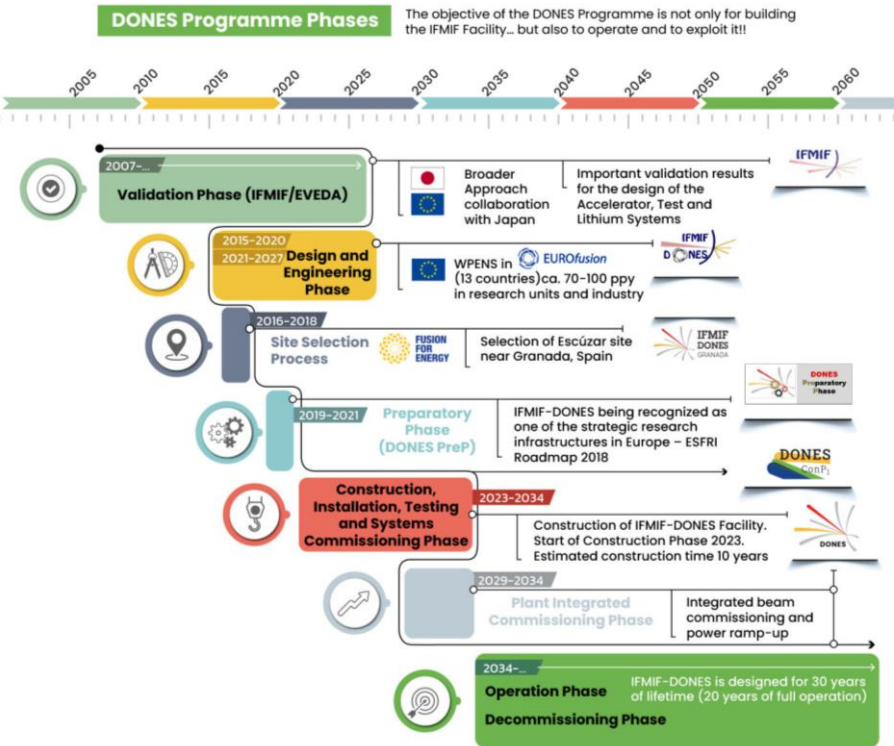 DONES Programme Phases
The objective of the DONES Programme is not only for building
the IFMIF Facility... but also to operate and to exploit it!!
2005
2010
2015
2020
2025
2030
2035
2040
2045
2050
2055
2060
2007-...
Validation Phase (IFMIF/EVEDA)
Broader
Approach
collaboration
with Japan
Important validation results
for the design of the
Accelerator, Test and
Lithium Systems
IFMIF
2015-2020
2021-2027
Design and
Engineering
Phase
WPENS in EUROfusion
(13 countries)ca. 70-100 ppy
in research units and industry
IFMIF
DONES
2016-2018
Site Selection
Process
FUSION
FOR
ENERGY
Selection of Escúzar site
near Granada, Spain
IFMIF
DONES
GRANADA
2019-2021
Preparatory
Phase
(DONES PreP)
IFMIF-DONES being recognized as
one of the strategic research
infrastructures in Europe – ESFRI
Roadmap 2018
DONES
Preparatory
Phase
DONES
ConP1
Construction,
Installation, Testing
and Systems
Commissioning Phase
2023-2034
Construction of IFMIF-DONES Facility.
Start of Construction Phase 2023.
Estimated construction time 10 years
DONES
2029-2034
Plant Integrated
Commissioning Phase
Integrated beam
commissioning and
power ramp-up
2034-...
Operation Phase
IFMIF-DONES is designed for 30 years
of lifetime (20 years of full operation)
Decommissioning Phase